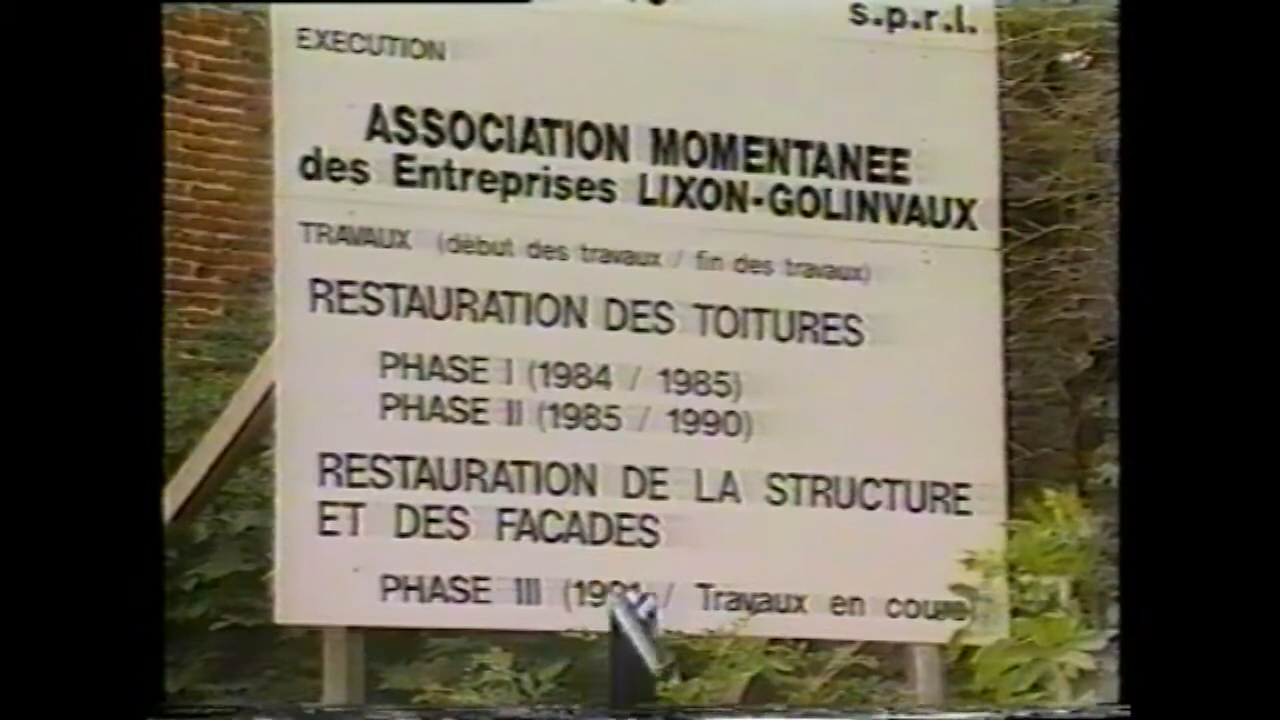 s.p.r.l.
EXECUTION
ASSOCIATION MOMENTANEE
des Entreprises LIXON-GOLINVAUX
TRAVAUX (début des travaux / fin des travaux)
RESTAURATION DES TOITURES
PHASE I (1984 / 1985)
PHASE II (1985 / 1990)
RESTAURATION DE LA STRUCTURE
ET DES FACADES
PHASE III (1991 / Travaux en cours)